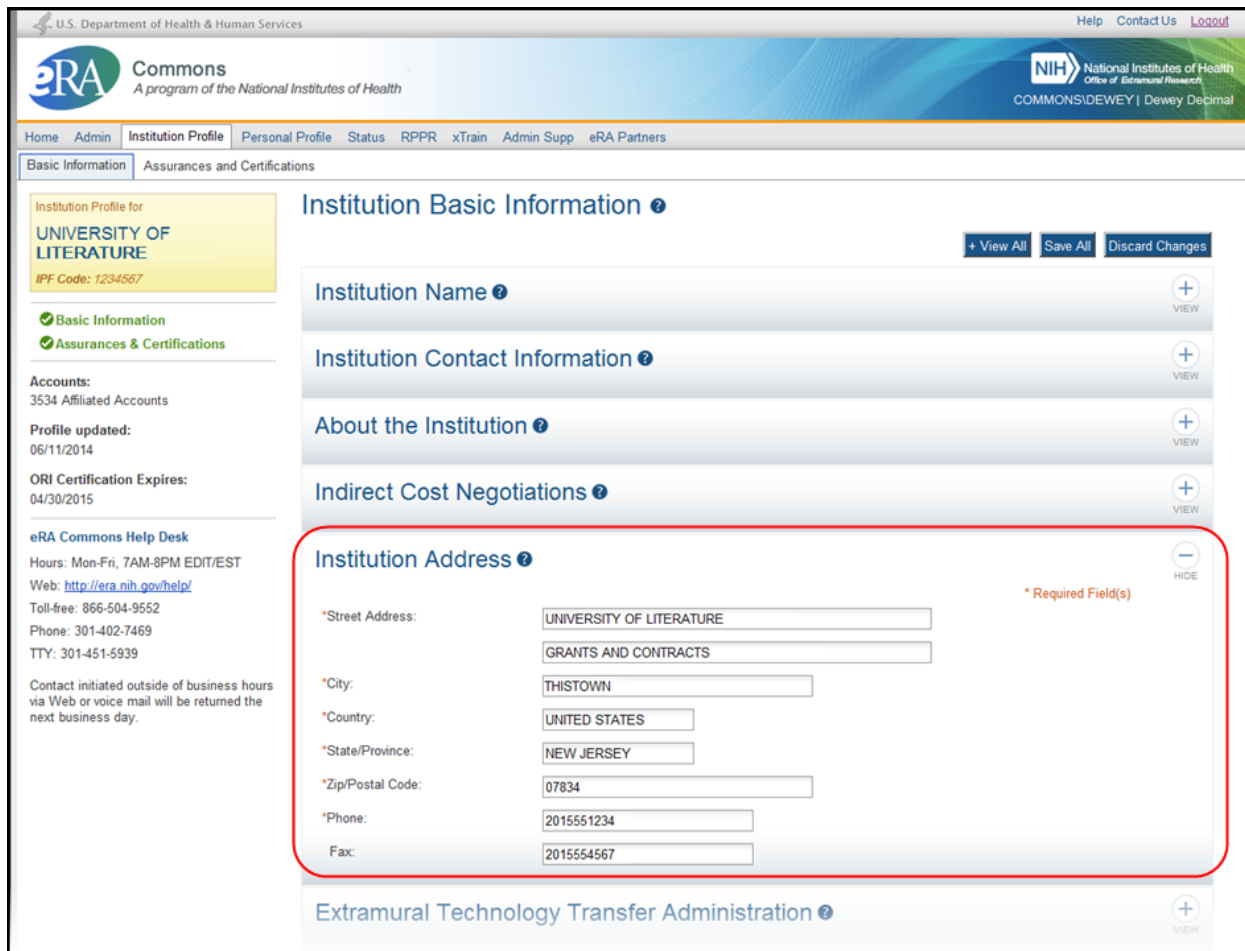 U.S. Department of Health & Human Services
Help Contact Us Logout
eRA
Commons
A program of the National Institutes of Health
NIH National Institutes of Health
Office of Extramural Research
COMMONS\DEWEY | Dewey Decimal
Home Admin Institution Profile Personal Profile Status RPPR xTrain Admin Supp eRA Partners
Basic Information Assurances and Certifications
Institution Profile for
UNIVERSITY OF
LITERATURE
IPF Code: 1234567
Basic Information
Assurances & Certifications
Accounts:
3534 Affiliated Accounts
Profile updated:
06/11/2014
ORI Certification Expires:
04/30/2015
eRA Commons Help Desk
Hours: Mon-Fri, 7AM-8PM EDIT/EST
Web: http://era.nih.gov/help/
Toll-free: 866-504-9552
Phone: 301-402-7469
TTY: 301-451-5939
Contact initiated outside of business hours
via Web or voice mail will be returned the
next business day.
Institution Basic Information ?
+ View All Save All Discard Changes
Institution Name ?
+
VIEW
Institution Contact Information ?
+
VIEW
About the Institution ?
+
VIEW
Indirect Cost Negotiations ?
+
VIEW
Institution Address ?
−
HIDE
* Required Field(s)
*Street Address: UNIVERSITY OF LITERATURE
GRANTS AND CONTRACTS
*City: THISTOWN
*Country: UNITED STATES
*State/Province: NEW JERSEY
*Zip/Postal Code: 07834
*Phone: 2015551234
Fax: 2015554567
Extramural Technology Transfer Administration ?
+
VIEW